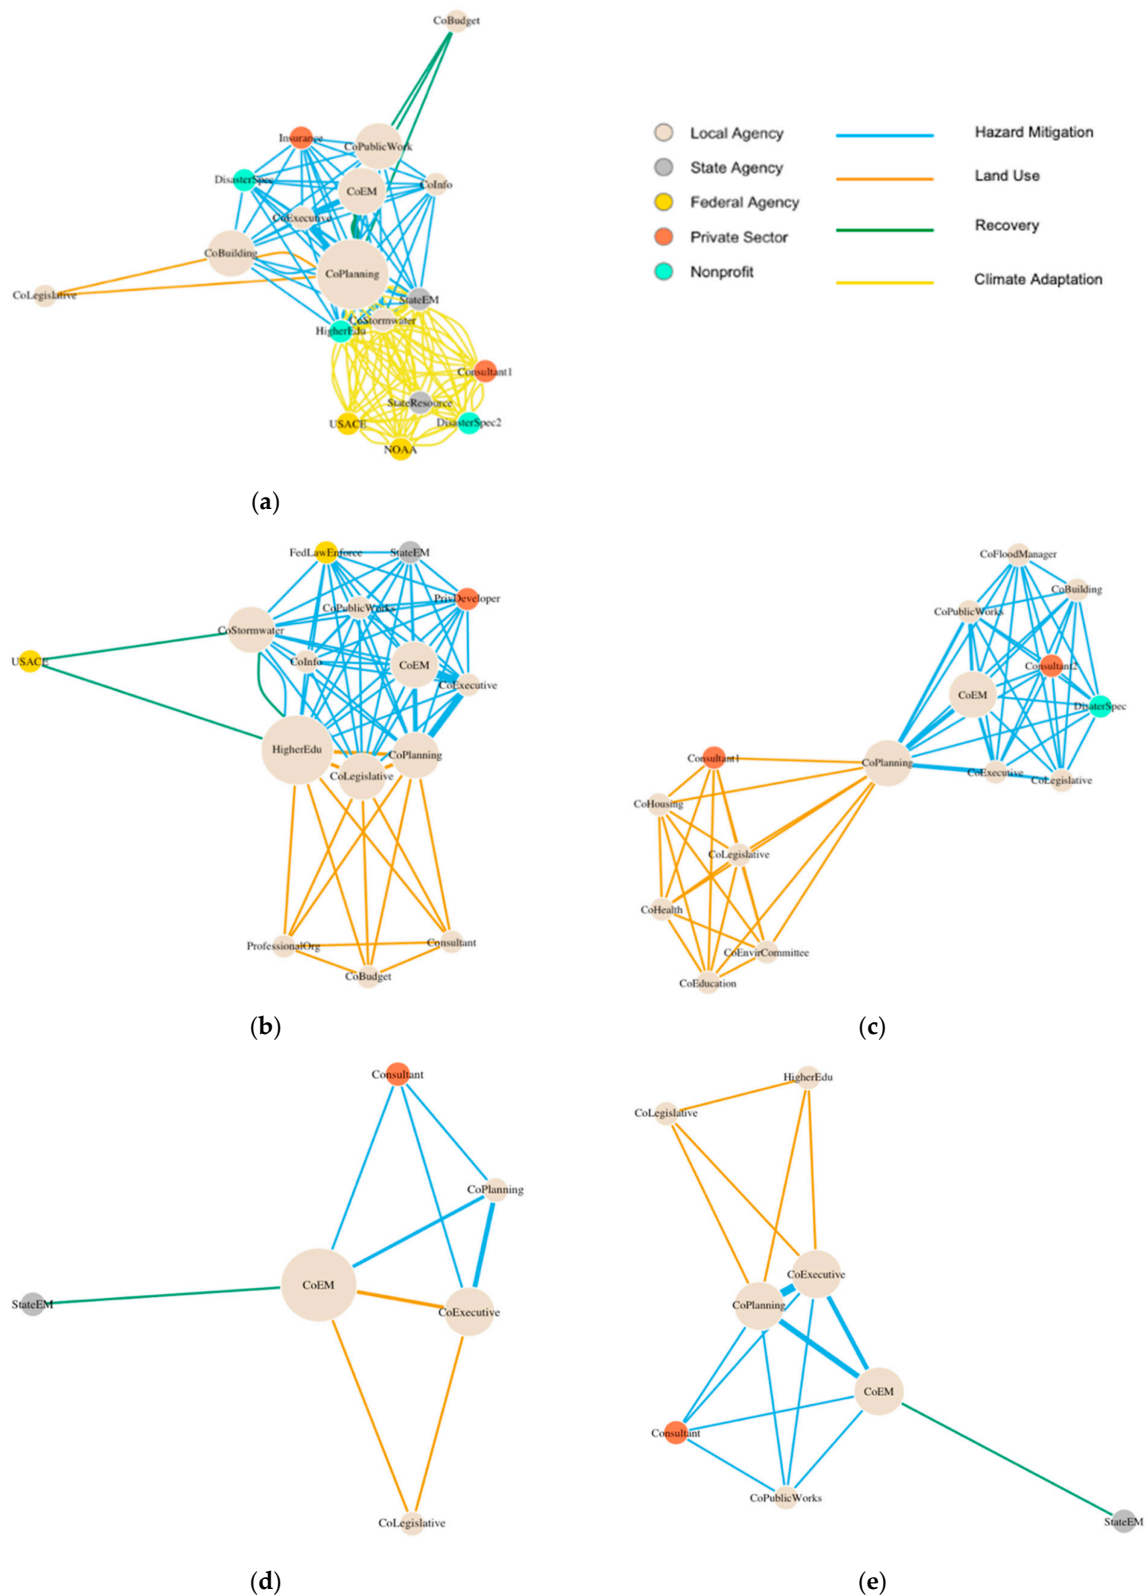 CoBudget
Insurance
CoPublicWork
DisasterSpec
CoEM
CoInfo
CoExecutive
CoBuilding
CoPlanning
CoLegislative
StateEM
CoStormwater
HigherEdu
Consultant1
StateResource
USACE
DisasterSpec2
NOAA
(a)
Local Agency
Hazard Mitigation
State Agency
Land Use
Federal Agency
Private Sector
Recovery
Nonprofit
Climate Adaptation
FedLawEnforce
StateEM
PrivDeveloper
CoPublicWorks
CoStormwater
USACE
CoInfo
CoEM
CoExecutive
HigherEdu
CoPlanning
CoLegislative
ProfessionalOrg
Consultant
CoBudget
(b)
CoFloodManager
CoBuilding
CoPublicWorks
Consultant2
CoEM
DisaterSpec
CoPlanning
Consultant1
CoExecutive
CoLegislative
CoHousing
CoLegislative
CoHealth
CoEnvirCommittee
CoEducation
(c)
Consultant
CoPlanning
CoEM
StateEM
CoExecutive
CoLegislative
(d)
HigherEdu
CoLegislative
CoExecutive
CoPlanning
CoEM
Consultant
CoPublicWorks
StateEM
(e)